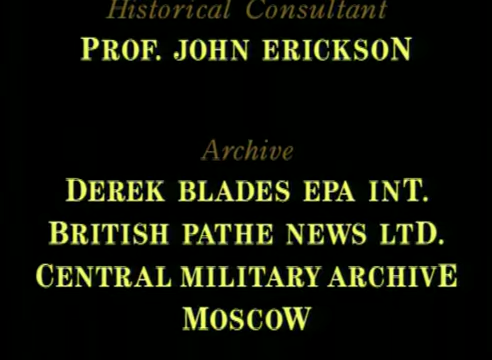 Historical Consultant
PROF. JOHN ERICKSON
Archive
DEREK BLADES EPA INT.
BRITISH PATHE NEWS LTD.
CENTRAL MILITARY ARCHIVE
MOSCOW